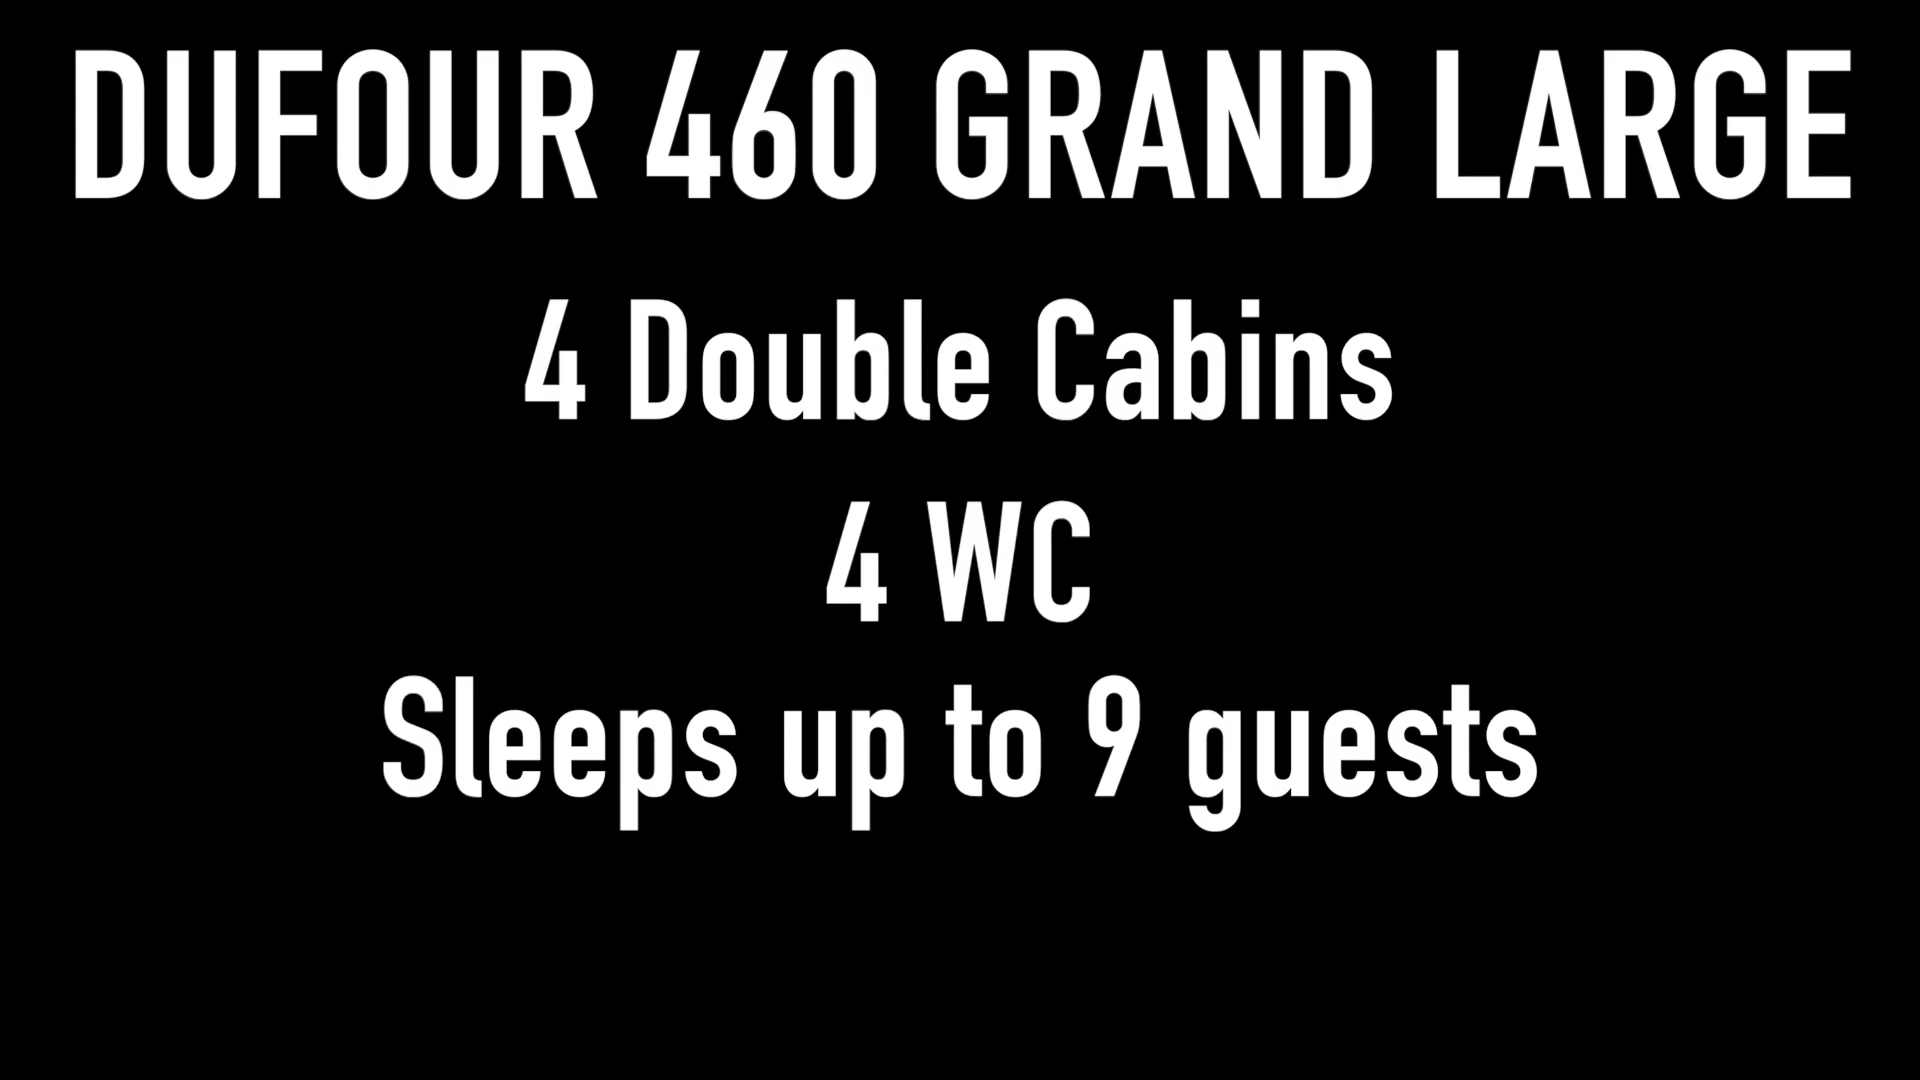 DUFOUR 460 GRAND LARGE
4 Double Cabins
4 WC
Sleeps up to 9 guests